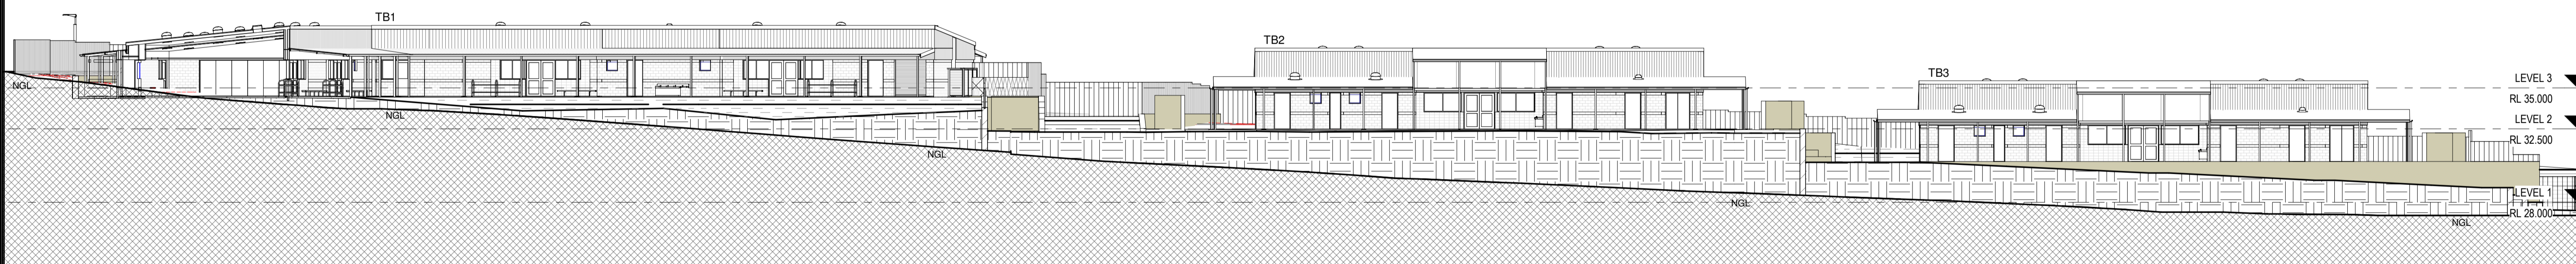 TB1
TB2
TB3
LEVEL 3
RL 35.000
LEVEL 2
RL 32.500
LEVEL 1
RL 28.000
NGL
NGL
NGL
NGL
NGL